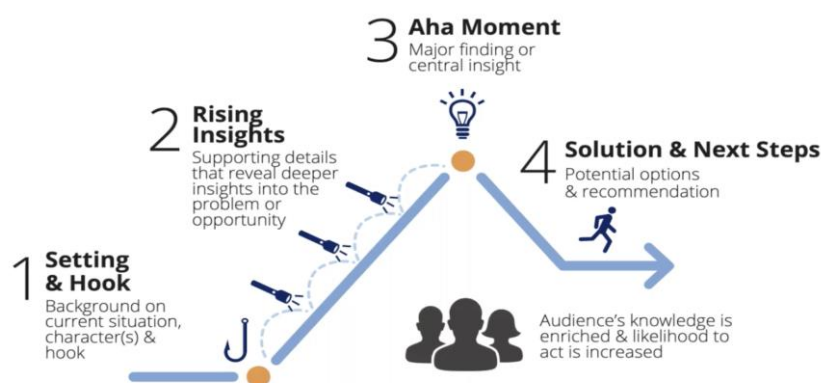 3 Aha Moment
Major finding or
central insight
2 Rising
Insights
Supporting details
that reveal deeper
insights into the
problem or
opportunity
4 Solution & Next Steps
Potential options
& recommendation
1 Setting
& Hook
Background on
current situation,
character(s) &
hook
Audience's knowledge is
enriched & likelihood to
act is increased